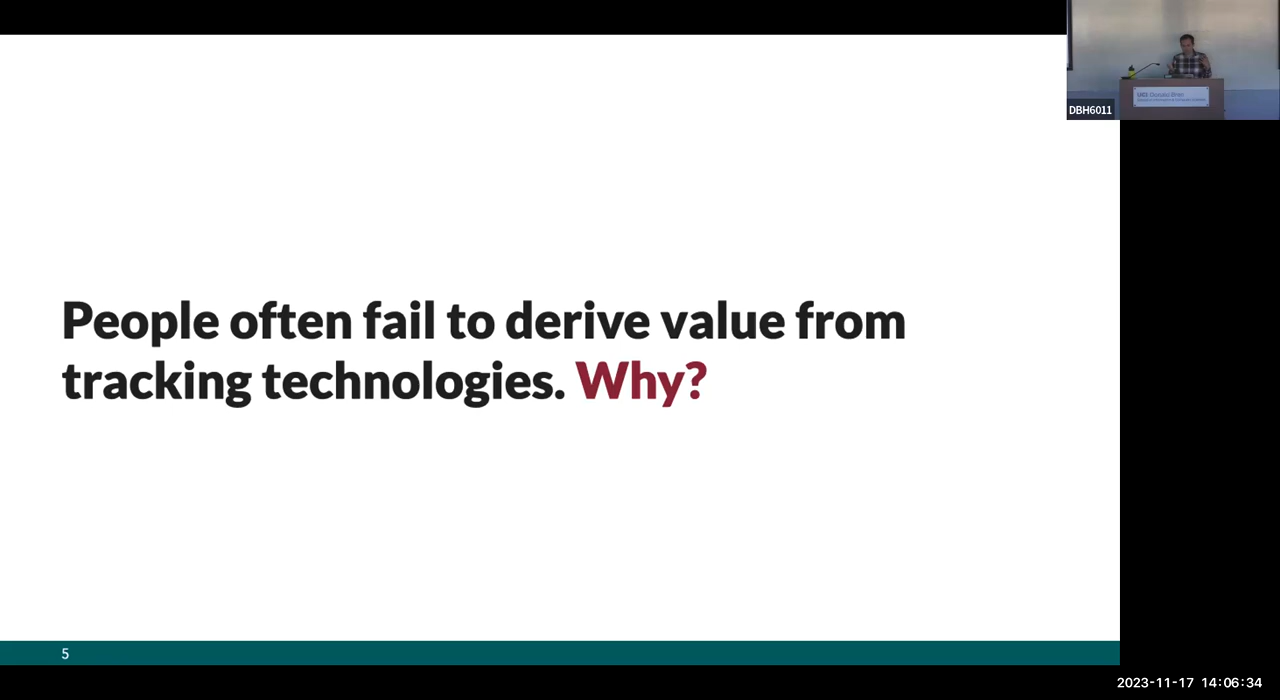 DBH6011
People often fail to derive value from
tracking technologies. Why?
5
2023-11-17 14:06:34